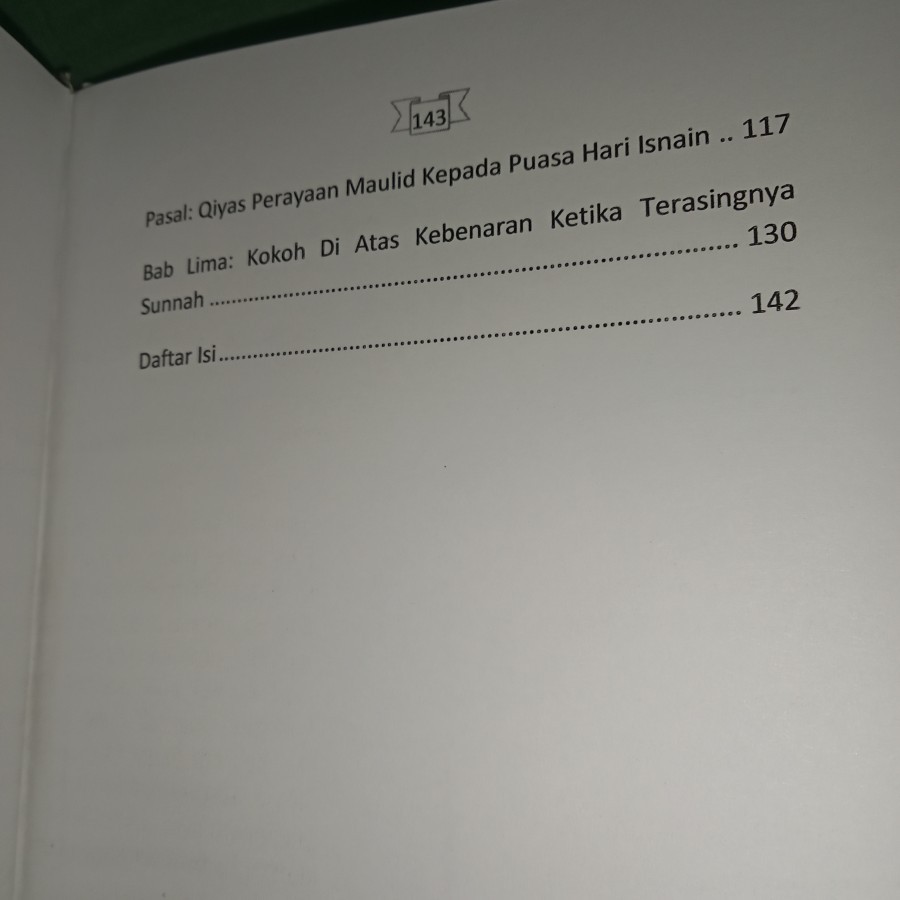 143
Pasal: Qiyas Perayaan Maulid Kepada Puasa Hari Isnain .. 117
Bab Lima: Kokoh Di Atas Kebenaran Ketika Terasingnya
Sunnah ........................................................................................ 130
Daftar Isi...................................................................................... 142